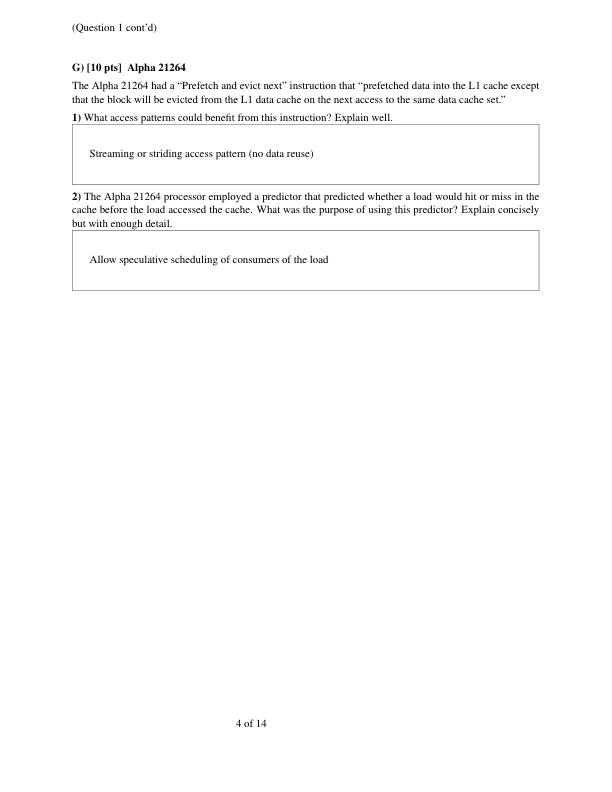 (Question 1 cont’d)
G) [10 pts]  Alpha 21264
The Alpha 21264 had a “Prefetch and evict next” instruction that “prefetched data into the L1 cache except
that the block will be evicted from the L1 data cache on the next access to the same data cache set.”
1) What access patterns could benefit from this instruction? Explain well.
Streaming or striding access pattern (no data reuse)
2) The Alpha 21264 processor employed a predictor that predicted whether a load would hit or miss in the
cache before the load accessed the cache. What was the purpose of using this predictor? Explain concisely
but with enough detail.
Allow speculative scheduling of consumers of the load
4 of 14